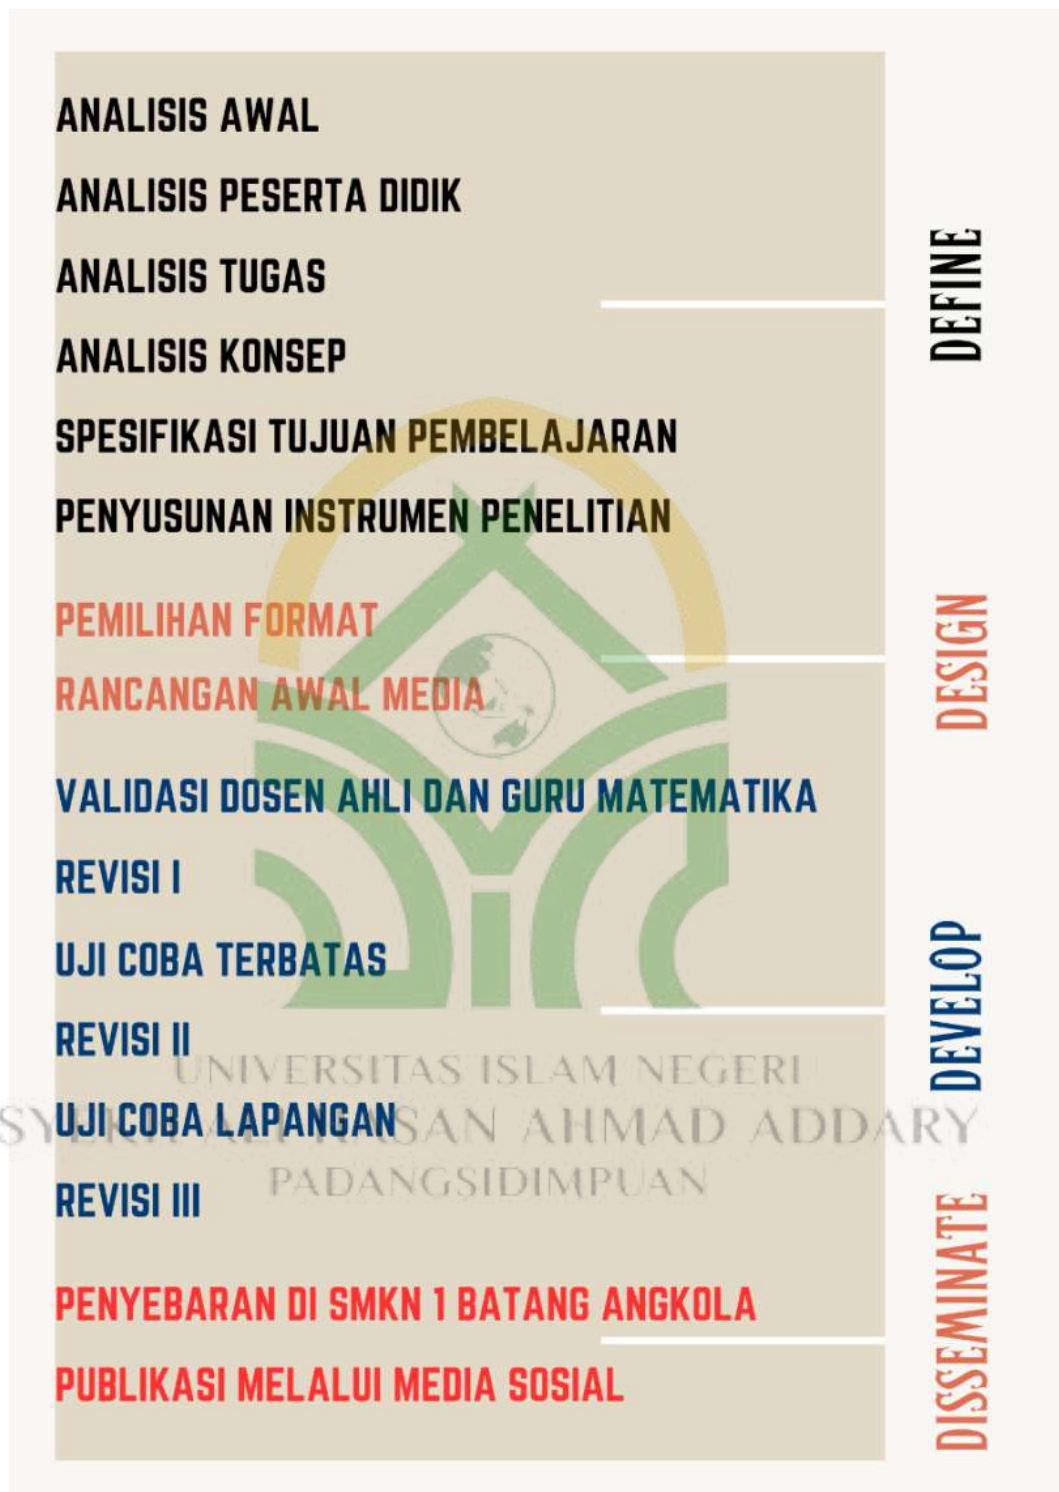 ANALISIS AWAL
ANALISIS PESERTA DIDIK
ANALISIS TUGAS
ANALISIS KONSEP
SPESIFIKASI TUJUAN PEMBELAJARAN
PENYUSUNAN INSTRUMEN PENELITIAN
DEFINE
PEMILIHAN FORMAT
RANCANGAN AWAL MEDIA
DESIGN
VALIDASI DOSEN AHLI DAN GURU MATEMATIKA
REVISI I
UJI COBA TERBATAS
REVISI II
UJI COBA LAPANGAN
REVISI III
DEVELOP
PENYEBARAN DI SMKN 1 BATANG ANGKOLA
PUBLIKASI MELALUI MEDIA SOSIAL
DISSEMINATE
UNIVERSITAS ISLAM NEGERI
AHMAD ADDARY
PADANGSIDIMPUAN